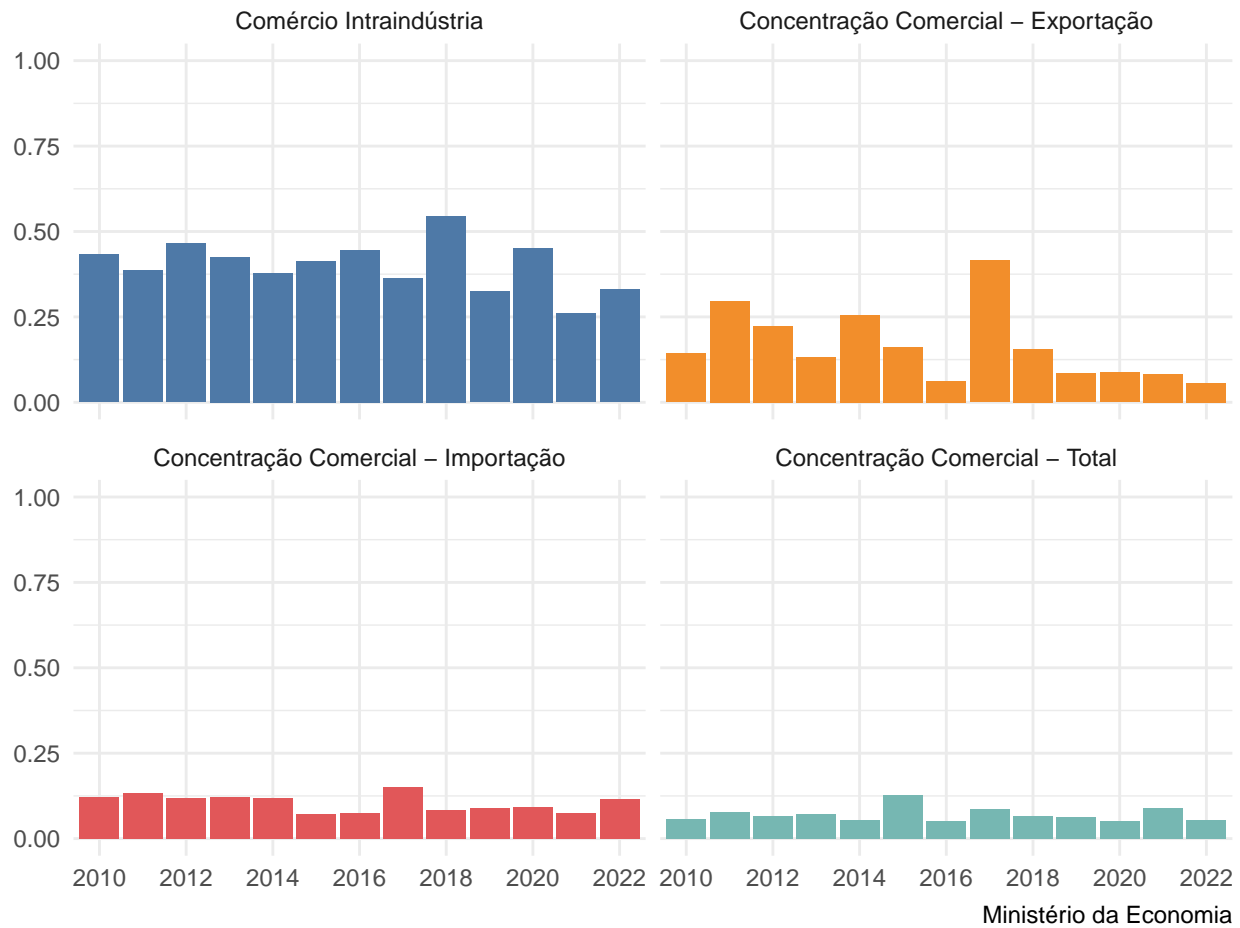 Comércio Intraindústria
Concentração Comercial – Exportação
1.00
0.75
0.50
0.25
0.00
Concentração Comercial – Importação
Concentração Comercial – Total
1.00
0.75
0.50
0.25
0.00
2010 2012 2014 2016 2018 2020 2022
2010 2012 2014 2016 2018 2020 2022
Ministério da Economia